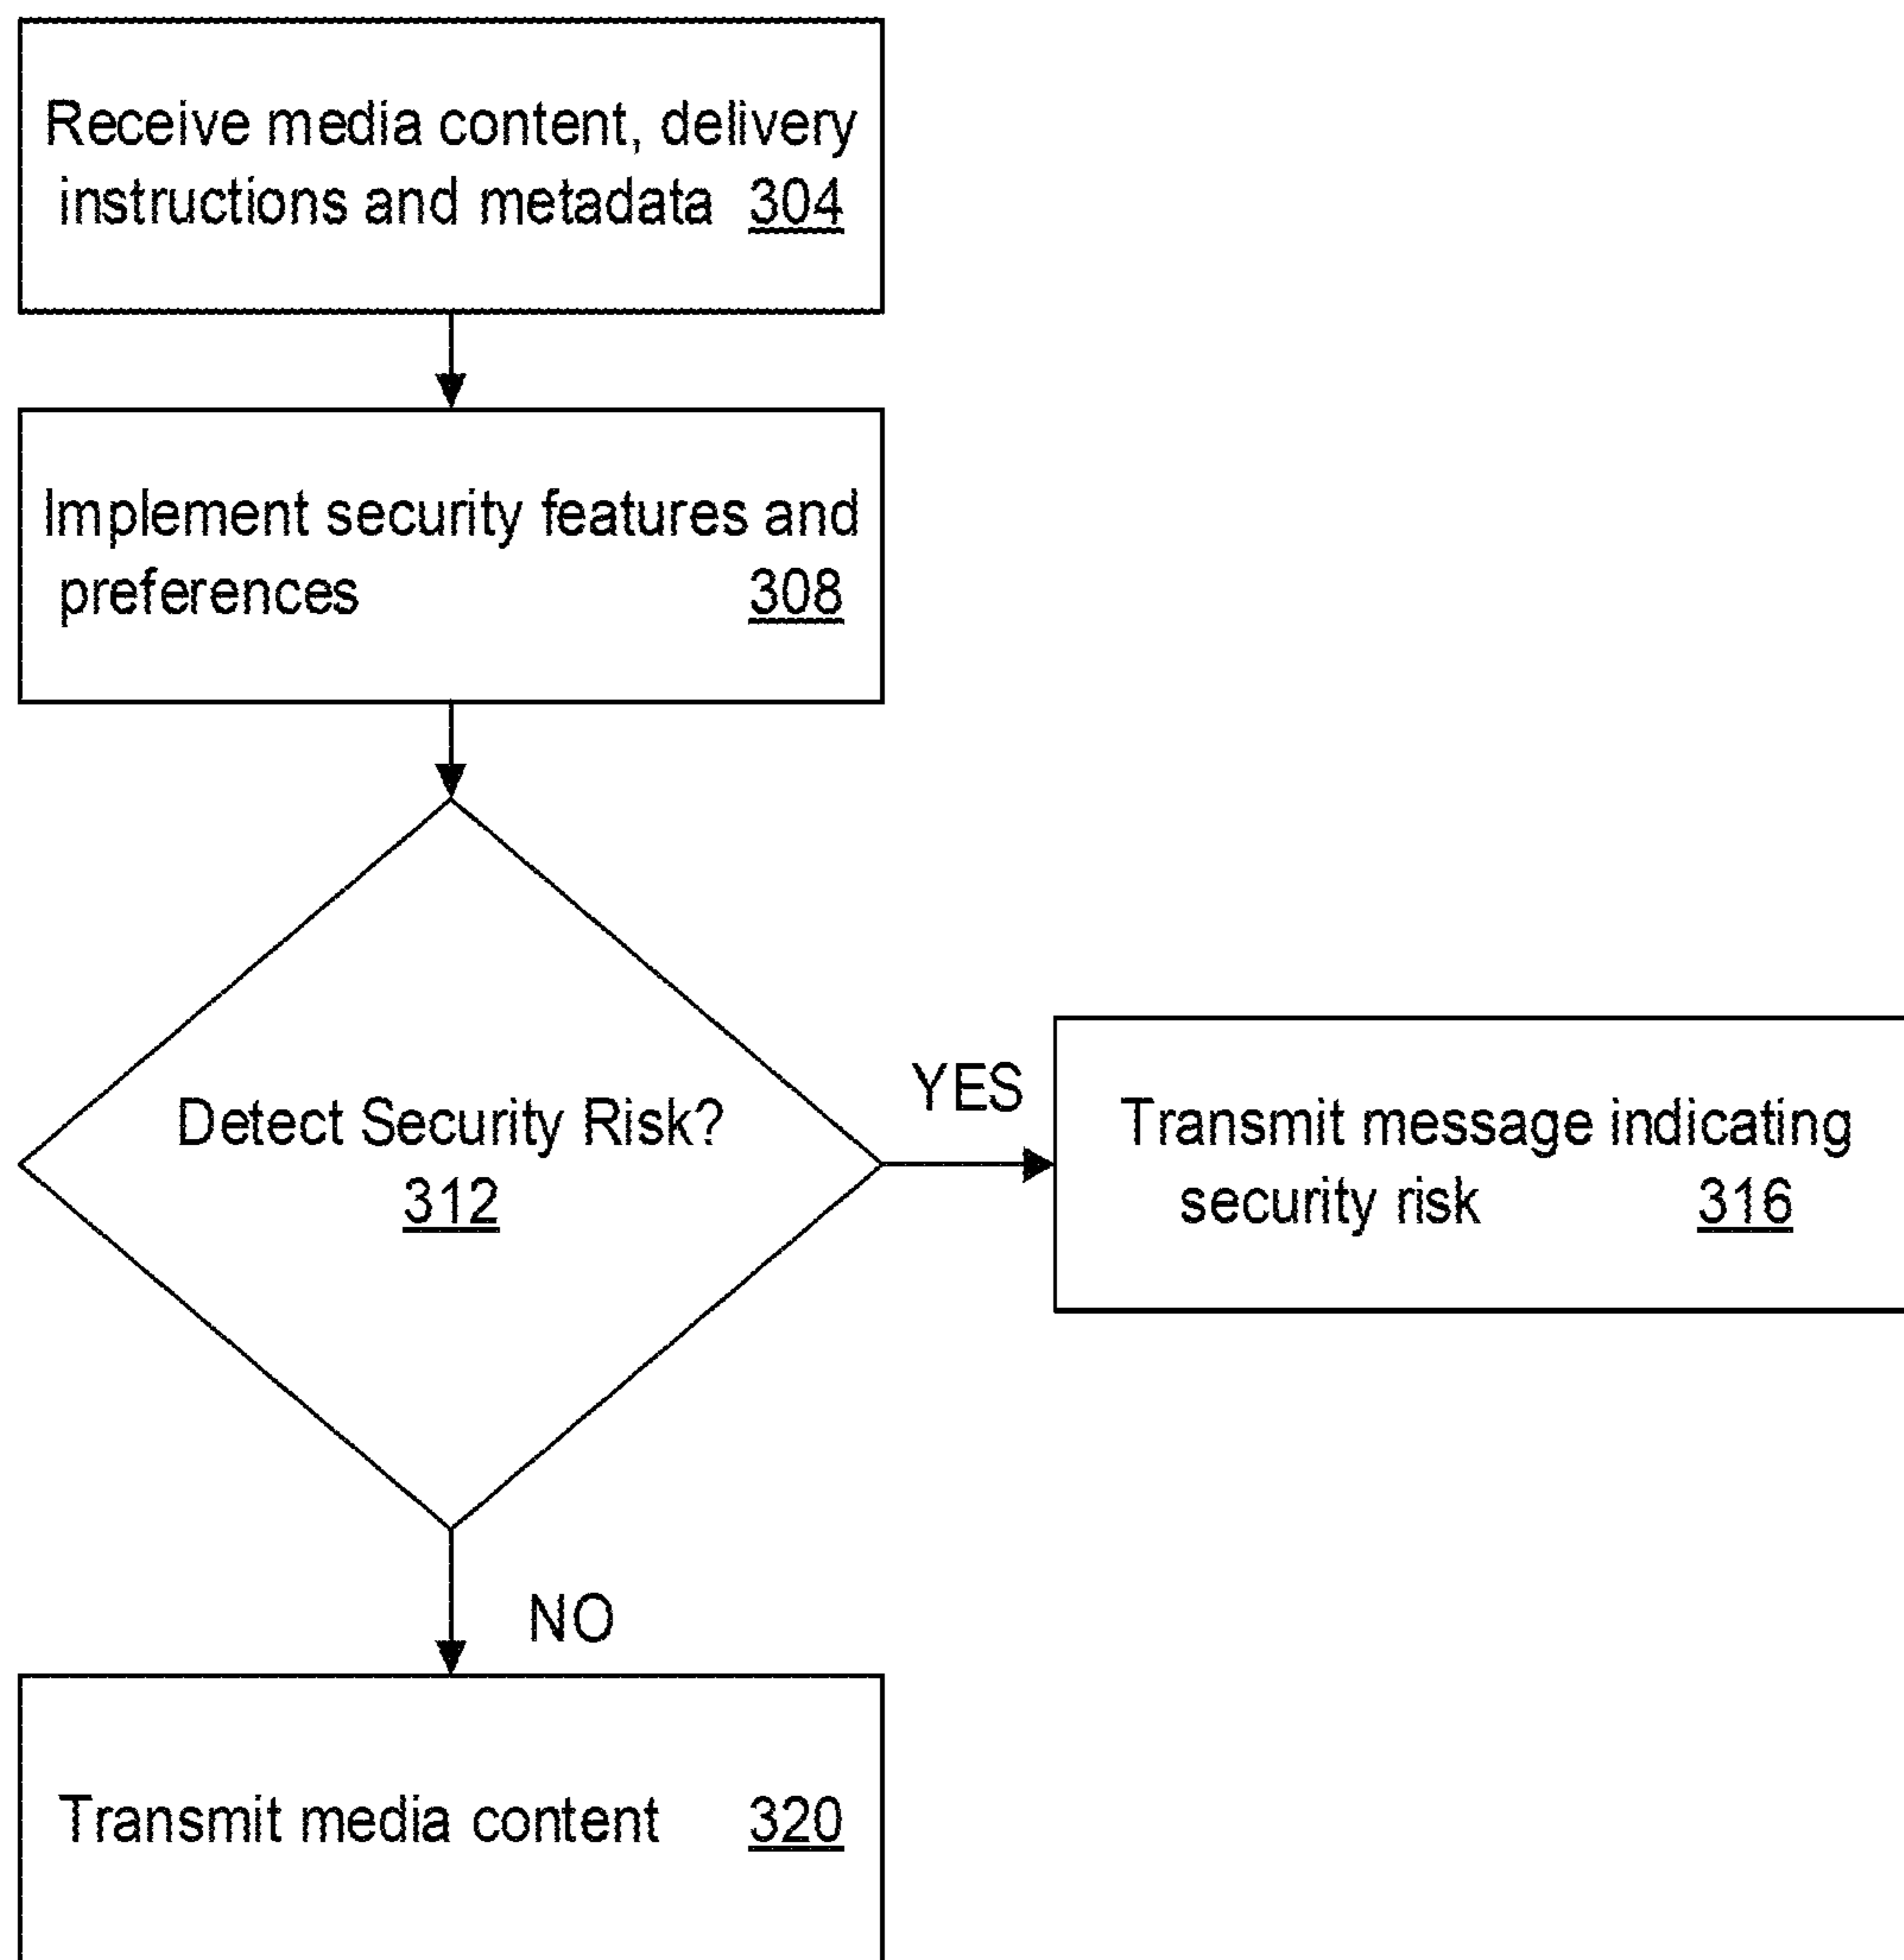 Receive media content, delivery
instructions and metadata 304
Implement security features and
preferences 308
Detect Security Risk?
312
YES
Transmit message indicating
security risk 316
NO
Transmit media content 320